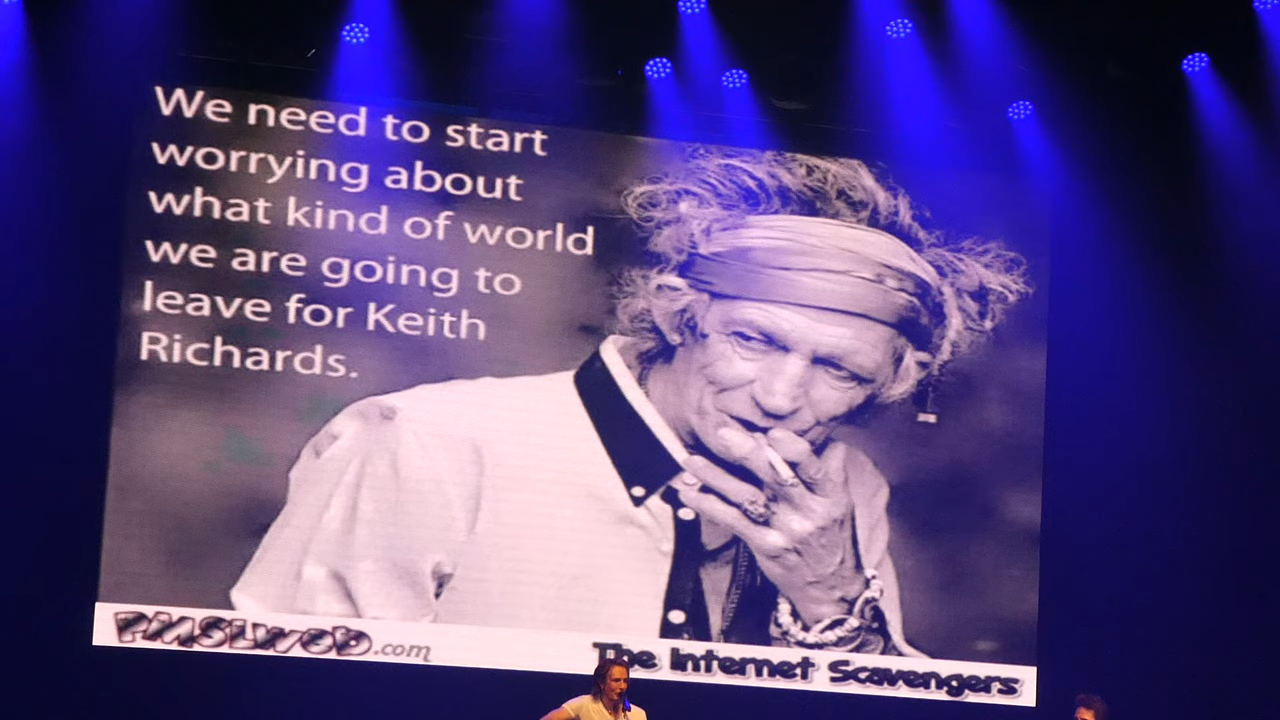 We need to start
worrying about
what kind of world
we are going to
leave for Keith
Richards.
PMSLWEB.com
The Internet Scavengers